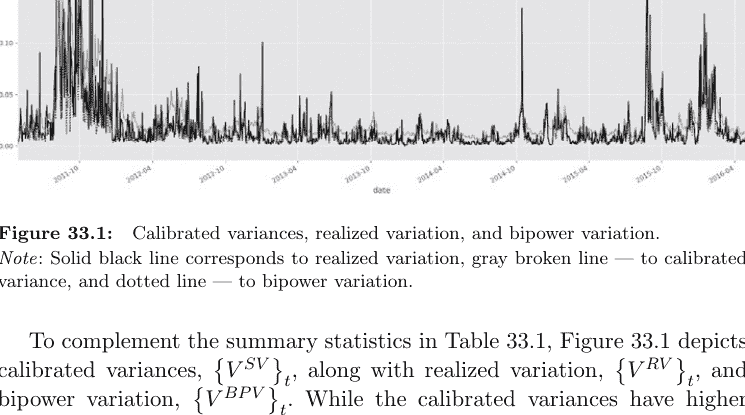 0.10
0.05
0.00
2011-10 2012-04 2012-10 2013-04 2013-10 2014-04 2014-10 2015-04 2015-10 2016-04
date
Figure 33.1: Calibrated variances, realized variation, and bipower variation.
Note: Solid black line corresponds to realized variation, gray broken line — to calibrated
variance, and dotted line — to bipower variation.
To complement the summary statistics in Table 33.1, Figure 33.1 depicts
calibrated variances, {V^{SV}}_t, along with realized variation, {V^{RV}}_t, and
bipower variation, {V^{BPV}}_t. While the calibrated variances have higher